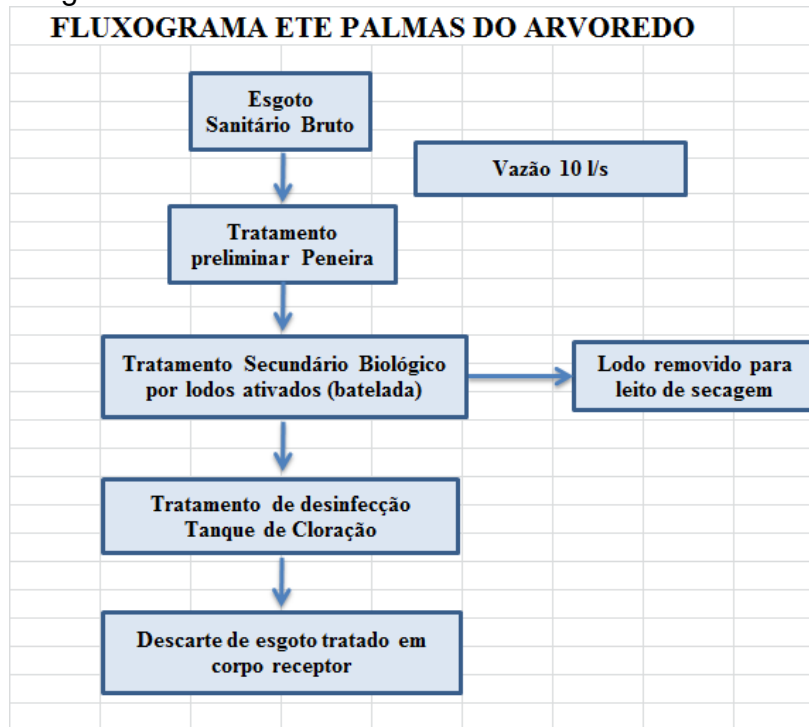 FLUXOGRAMA ETE PALMAS DO ARVOREDO
Esgoto
Sanitário Bruto
Vazão 10 l/s
Tratamento
preliminar Peneira
Tratamento Secundário Biológico
por lodos ativados (batelada)
Lodo removido para
leito de secagem
Tratamento de desinfecção
Tanque de Cloração
Descarte de esgoto tratado em
corpo receptor